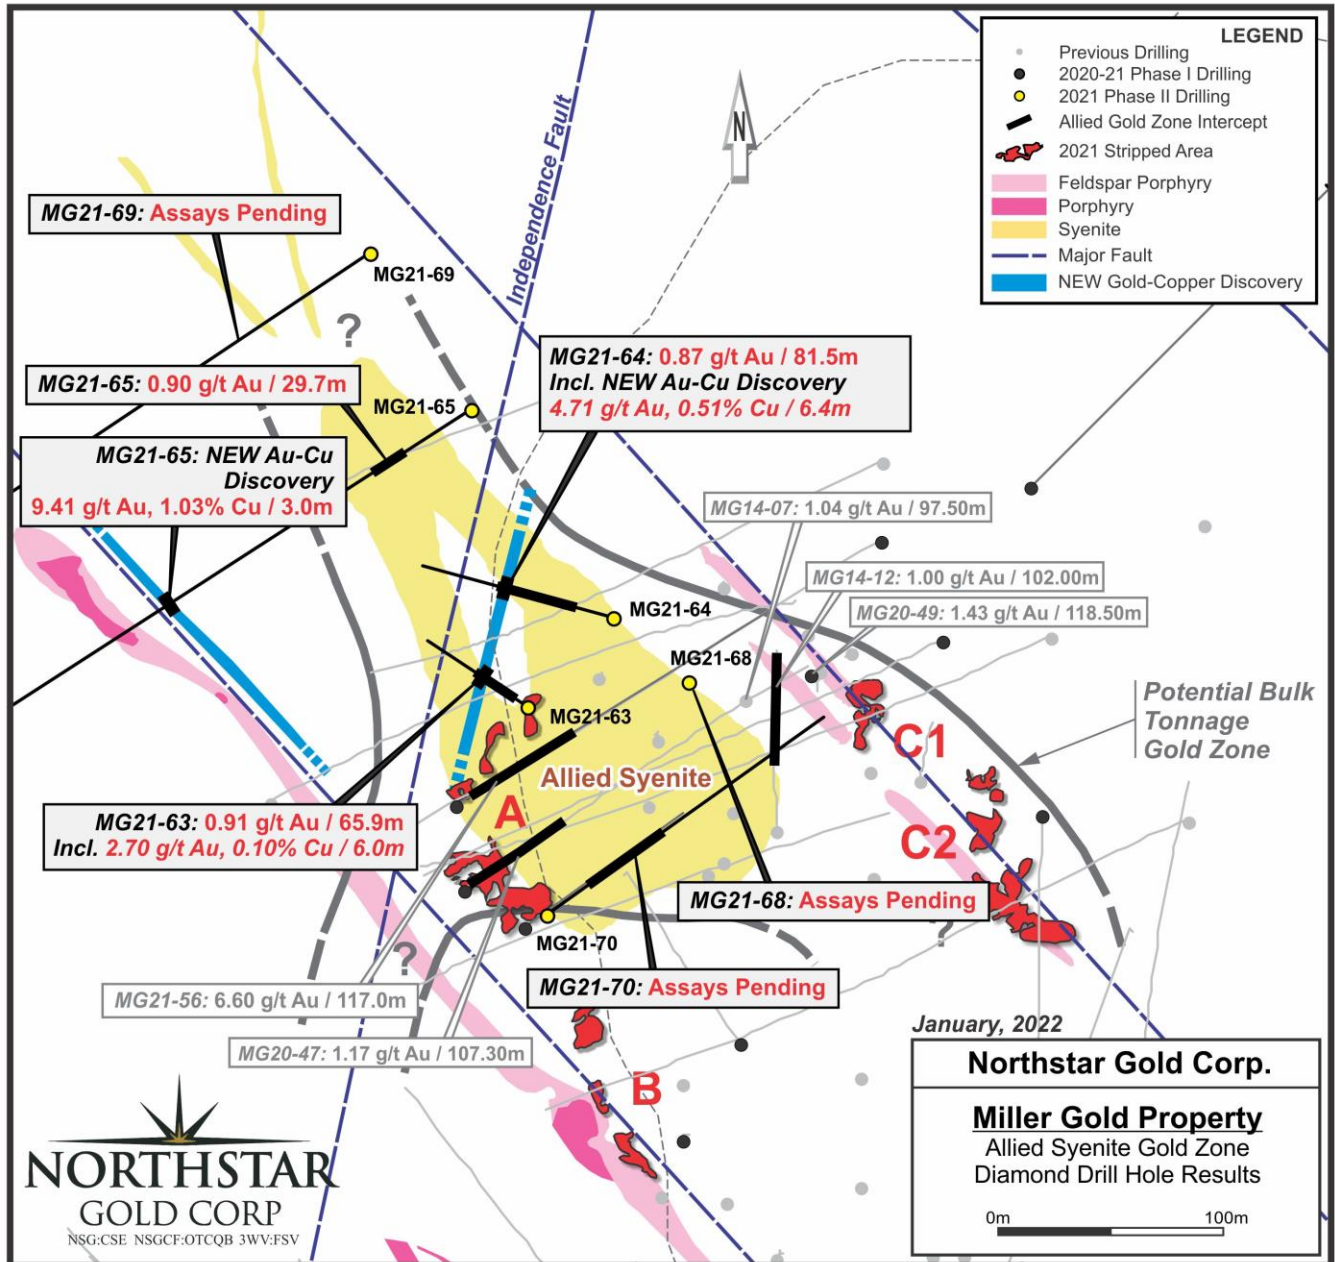 LEGEND
Previous Drilling
2020-21 Phase I Drilling
2021 Phase II Drilling
Allied Gold Zone Intercept
2021 Stripped Area
Feldspar Porphyry
Porphyry
Syenite
Major Fault
NEW Gold-Copper Discovery
N
Independence Fault
MG21-69: Assays Pending
MG21-69
?
MG21-65: 0.90 g/t Au / 29.7m
MG21-65
MG21-64: 0.87 g/t Au / 81.5m
Incl. NEW Au-Cu Discovery
4.71 g/t Au, 0.51% Cu / 6.4m
MG21-65: NEW Au-Cu
Discovery
9.41 g/t Au, 1.03% Cu / 3.0m
MG14-07: 1.04 g/t Au / 97.50m
MG14-12: 1.00 g/t Au / 102.00m
MG20-49: 1.43 g/t Au / 118.50m
MG21-64
MG21-68
MG21-63
Potential Bulk
Tonnage
Gold Zone
C1
Allied Syenite
A
C2
MG21-63: 0.91 g/t Au / 65.9m
Incl. 2.70 g/t Au, 0.10% Cu / 6.0m
MG21-68: Assays Pending
?
MG21-70
?
MG21-70: Assays Pending
MG21-56: 6.60 g/t Au / 117.0m
MG20-47: 1.17 g/t Au / 107.30m
B
January, 2022
Northstar Gold Corp.
Miller Gold Property
Allied Syenite Gold Zone
Diamond Drill Hole Results
0m 100m
NORTHSTAR
GOLD CORP
NSG:CSE NSGCF:OTCQB 3WV:FSV